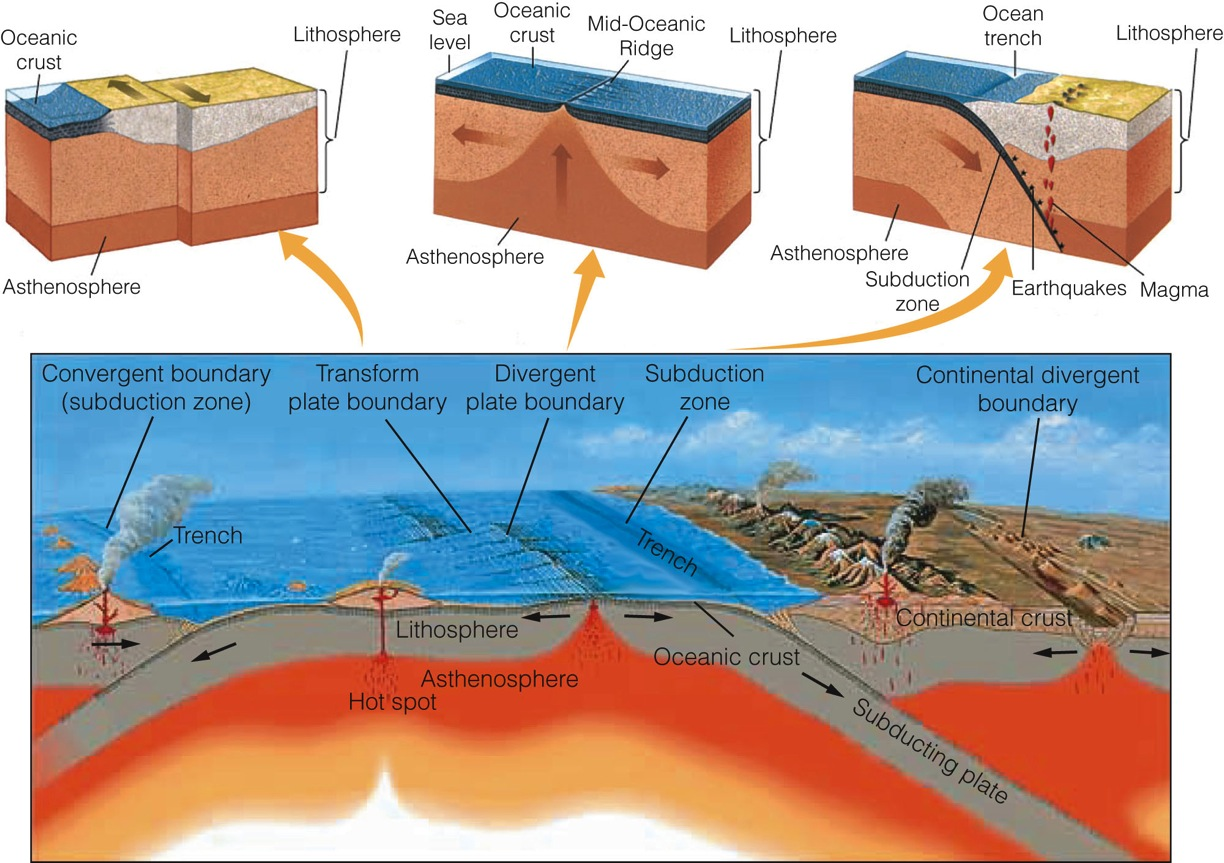 Oceanic
crust
Lithosphere
Asthenosphere
Sea
level
Oceanic
crust
Mid-Oceanic
Ridge
Lithosphere
Asthenosphere
Ocean
trench
Lithosphere
Asthenosphere
Subduction
zone
Earthquakes
Magma
Convergent boundary
(subduction zone)
Transform
plate boundary
Divergent
plate boundary
Subduction
zone
Continental divergent
boundary
Trench
Trench
Lithosphere
Asthenosphere
Hot spot
Oceanic crust
Continental crust
Subducting plate